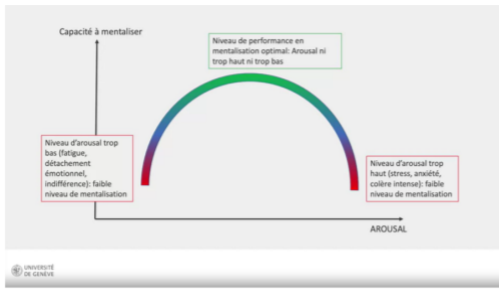 Capacité à mentaliser
Niveau de performance en
mentalisation optimal: Arousal ni
trop haut ni trop bas
Niveau d'arousal trop
bas (fatigue,
détachement
émotionnel,
indifférence): faible
niveau de mentalisation
Niveau d'arousal trop
haut (stress, anxiété,
colère intense): faible
niveau de mentalisation
AROUSAL
UNIVERSITÉ
DE GENÈVE